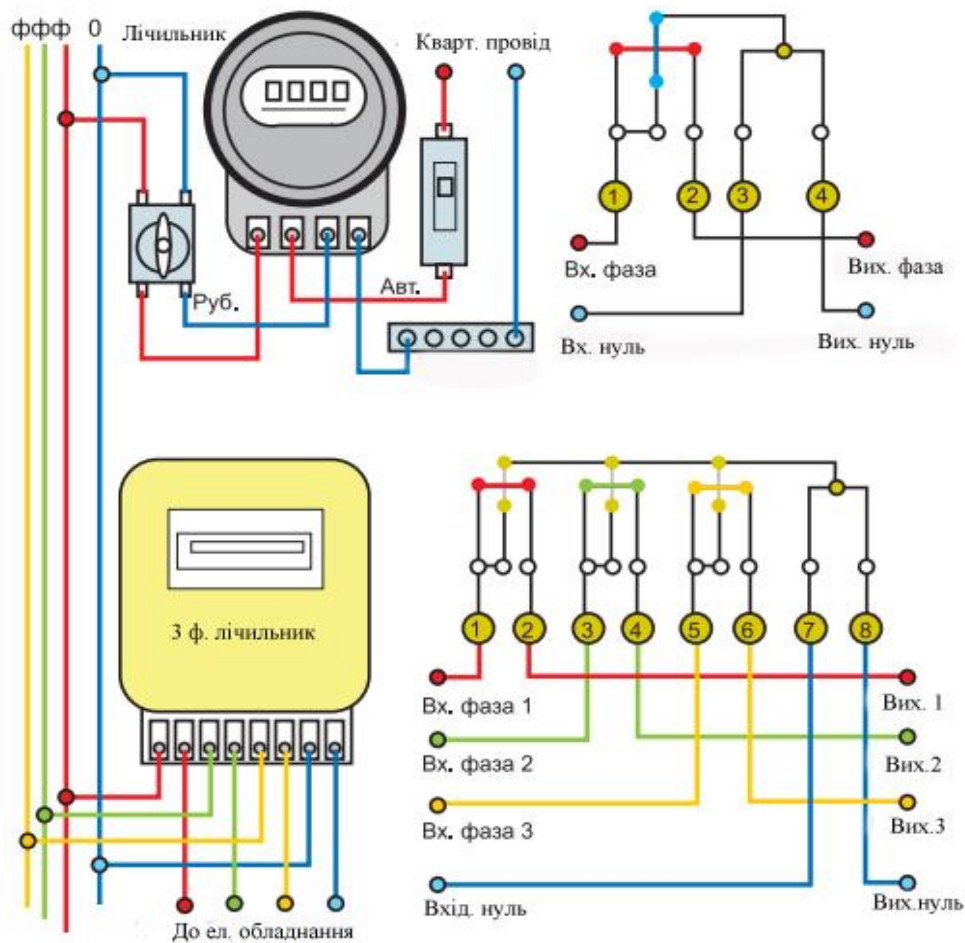 ффф 0
Лічильник
Кварт. провід
Руб.
Авт.
1 2 3 4
Вх. фаза
Вих. фаза
Вх. нуль
Вих. нуль
3 ф. лічильник
До ел. обладнання
1 2 3 4 5 6 7 8
Вх. фаза 1
Вих. 1
Вх. фаза 2
Вих.2
Вх. фаза 3
Вих.3
Вхід. нуль
Вих.нуль